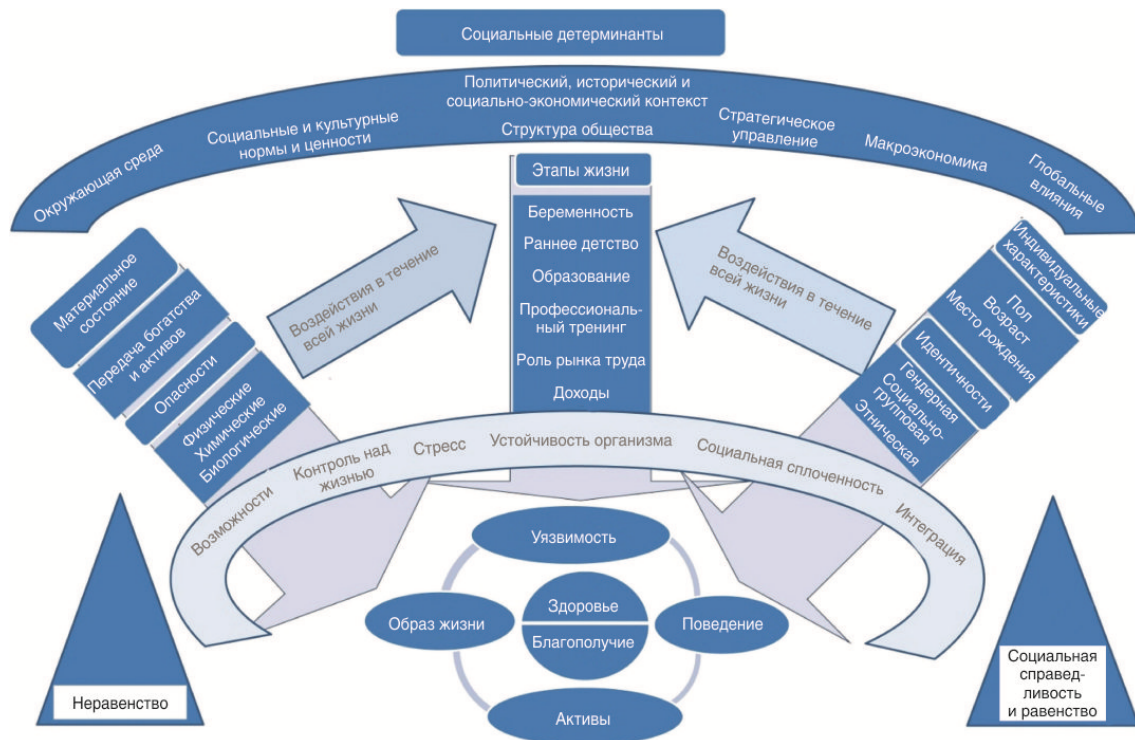 Социальные детерминанты
Политический, исторический и
социально-экономический контекст
Структура общества
Окружающая среда
Социальные и культурные
нормы и ценности
Стратегическое
управление
Макроэкономика
Глобальные
влияния
Материальное
состояние
Передача богатства
и активов
Опасности
Физические
Химические
Биологические
Воздействия в течение
всей жизни
Этапы жизни
Беременность
Раннее детство
Образование
Профессиональ-
ный тренинг
Роль рынка труда
Доходы
Воздействия в течение
всей жизни
Индивидуальные
характеристики
Пол
Возраст
Место рождения
Идентичности
Гендерная
Социально-
групповая
Этническая
Возможности
Контроль над
жизнью
Стресс
Устойчивость организма
Социальная сплоченность
Интеграция
Уязвимость
Образ жизни
Здоровье
Благополучие
Поведение
Активы
Неравенство
Социальная
справед-
ливость
и равенство